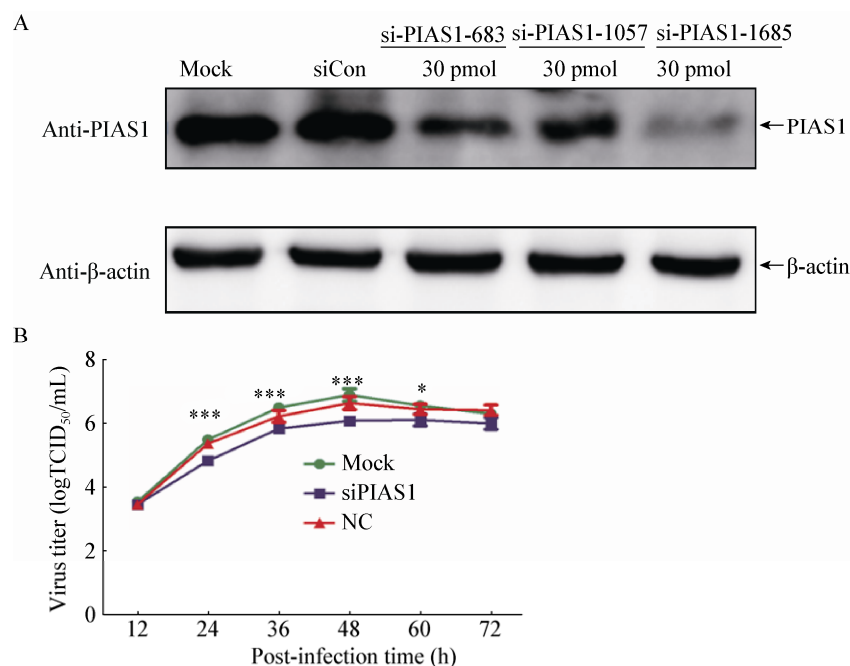 A
si-PIAS1-683 si-PIAS1-1057 si-PIAS1-1685
Mock siCon 30 pmol 30 pmol 30 pmol
Anti-PIAS1 PIAS1
Anti-β-actin β-actin
B
8
6
4
2
0
Virus titer (logTCID50/mL)
*** *** *** *
Mock
siPIAS1
NC
12 24 36 48 60 72
Post-infection time (h)